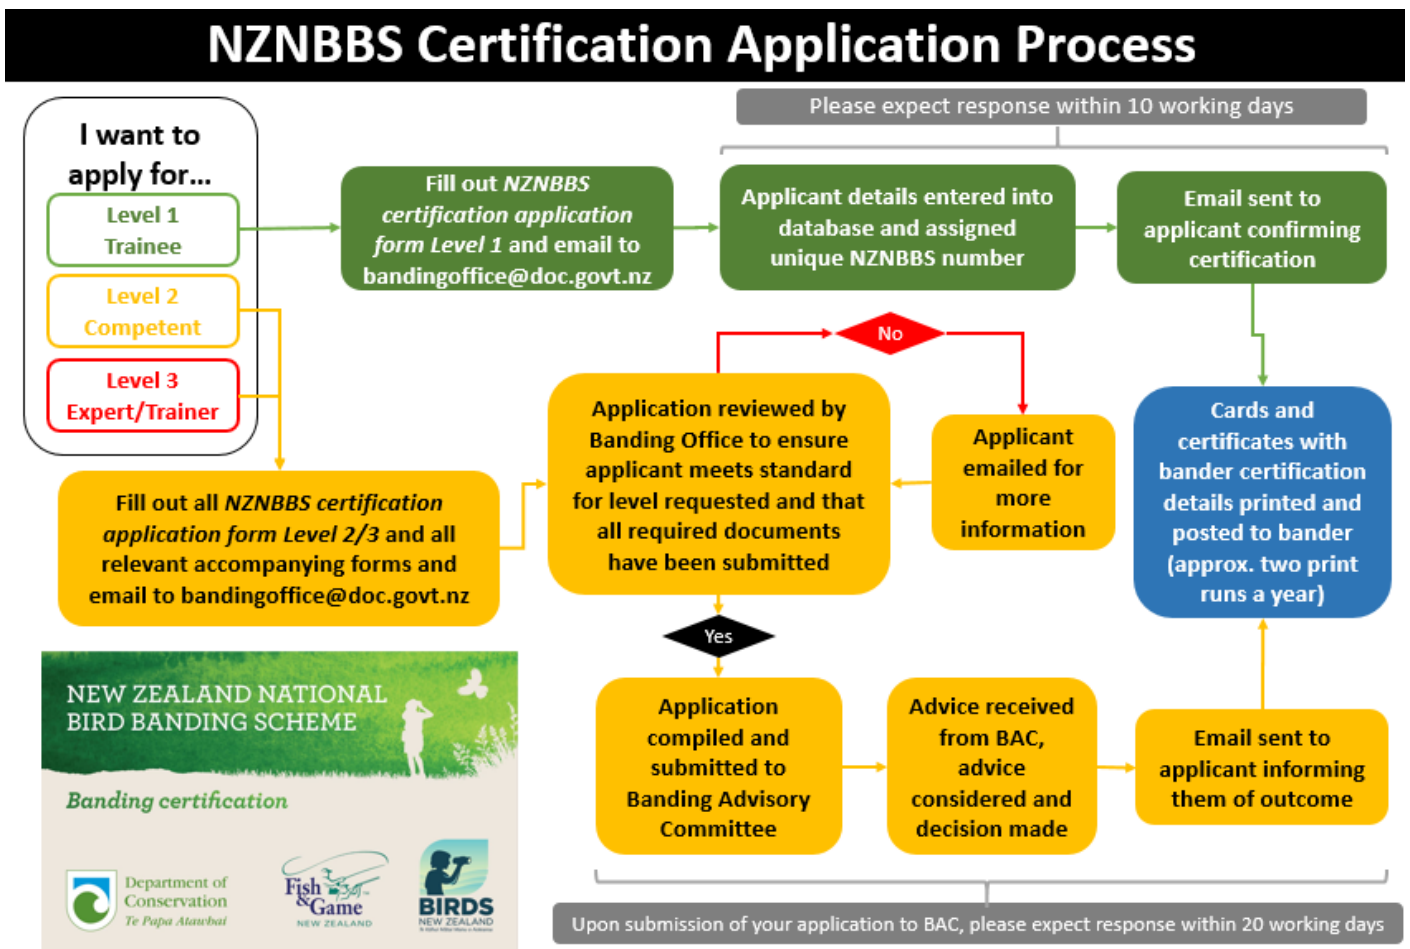 NZNBBS Certification Application Process
Please expect response within 10 working days
I want to
apply for...
Level 1
Trainee
Level 2
Competent
Level 3
Expert/Trainer
Fill out NZNBBS
certification application
form Level 1 and email to
bandingoffice@doc.govt.nz
Applicant details entered into
database and assigned
unique NZNBBS number
Email sent to
applicant confirming
certification
No
Fill out all NZNBBS certification
application form Level 2/3 and all
relevant accompanying forms and
email to bandingoffice@doc.govt.nz
Application reviewed by
Banding Office to ensure
applicant meets standard
for level requested and that
all required documents
have been submitted
Applicant
emailed for
more
information
Cards and
certificates with
bander certification
details printed and
posted to bander
(approx. two print
runs a year)
Yes
Application
compiled and
submitted to
Banding Advisory
Committee
Advice received
from BAC,
advice
considered and
decision made
Email sent to
applicant informing
them of outcome
Upon submission of your application to BAC, please expect response within 20 working days
NEW ZEALAND NATIONAL
BIRD BANDING SCHEME
Banding certification
Department of
Conservation
Te Papa Atawhai
Fish
&Game
NEW ZEALAND
BIRDS
NEW ZEALAND